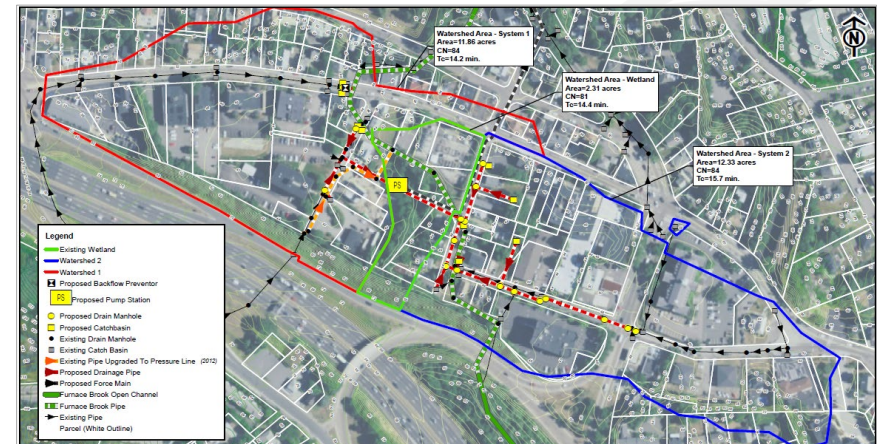 Watershed Area - System 1
Area=11.86 acres
CN=84
Tc=14.2 min.
N
Watershed Area - Wetland
Area=2.31 acres
CN=81
Tc=14.4 min.
Watershed Area - System 2
Area=12.33 acres
CN=84
Tc=15.7 min.
PS
Legend
Existing Wetland
Watershed 2
Watershed 1
Proposed Backflow Preventor
PS Proposed Pump Station
Proposed Drain Manhole
Proposed Catchbasin
Existing Drain Manhole
Existing Catch Basin
Existing Pipe Upgraded To Pressure Line (2012)
Proposed Drainage Pipe
Proposed Force Main
Furnace Brook Open Channel
Furnace Brook Pipe
Existing Pipe
Parcel (White Outline)